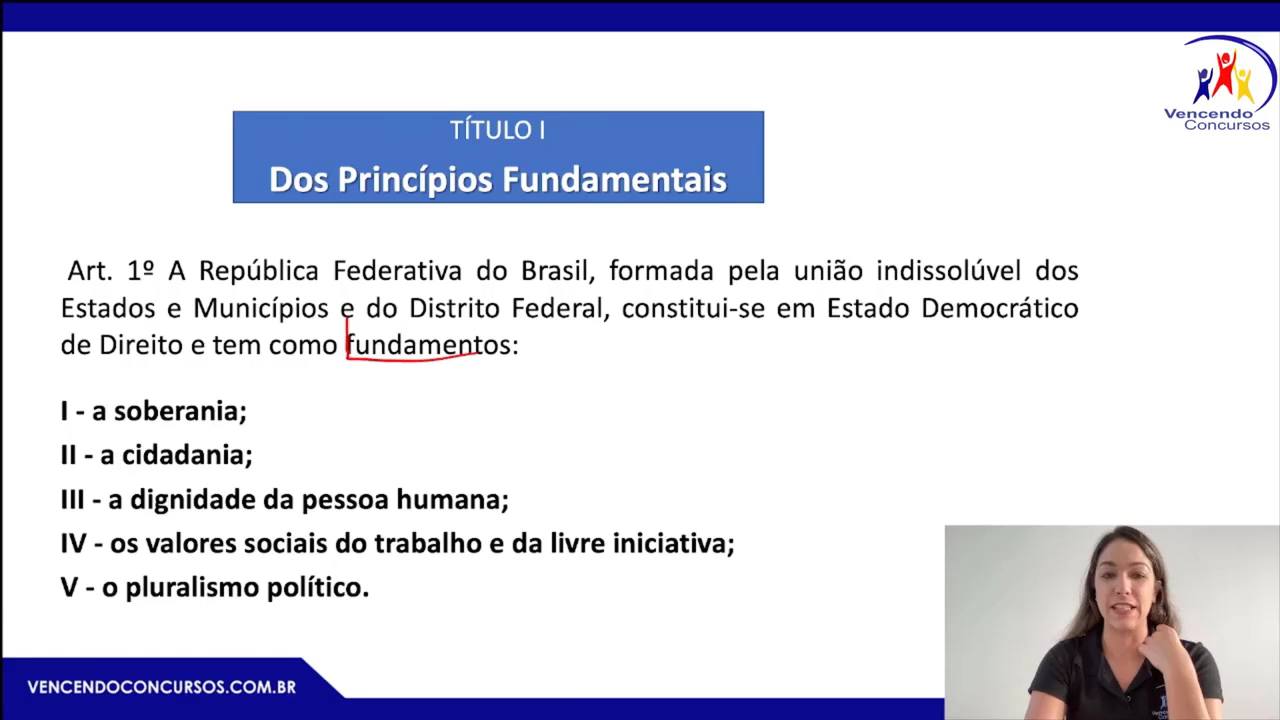 Vencendo
Concursos
TÍTULO I
Dos Princípios Fundamentais
Art. 1º A República Federativa do Brasil, formada pela união indissolúvel dos
Estados e Municípios e do Distrito Federal, constitui-se em Estado Democrático
de Direito e tem como fundamentos:
I - a soberania;
II - a cidadania;
III - a dignidade da pessoa humana;
IV - os valores sociais do trabalho e da livre iniciativa;
V - o pluralismo político.
VENCENDOCONCURSOS.COM.BR